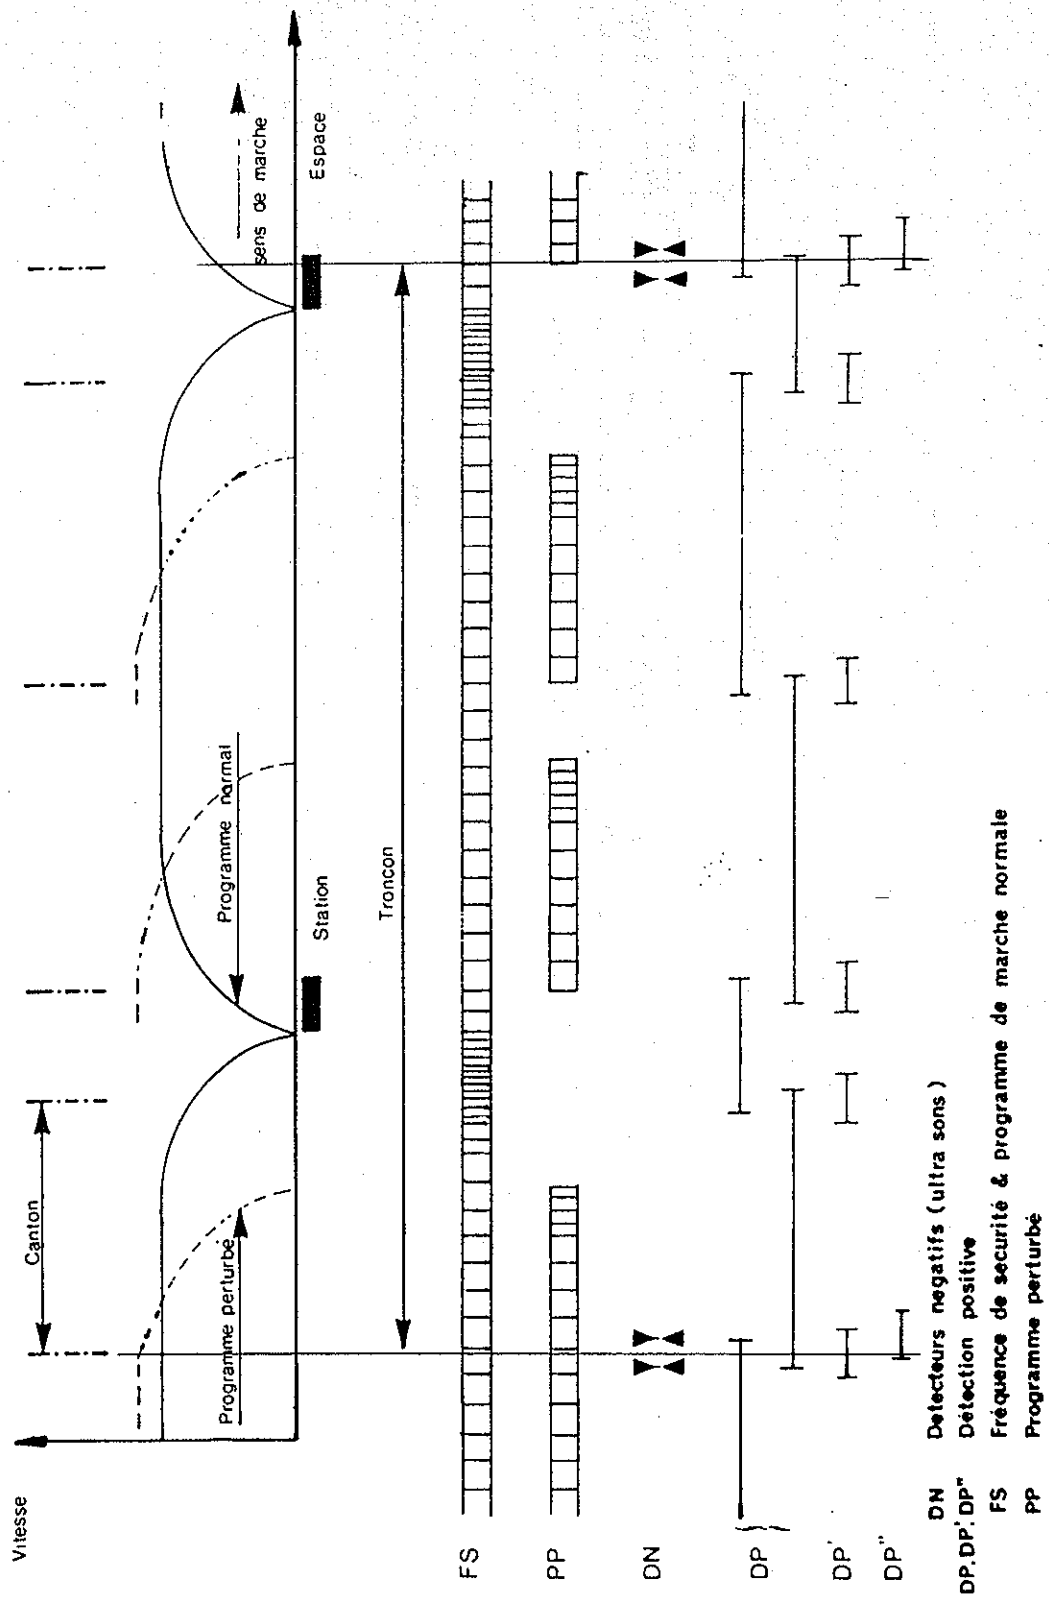 Vitesse
Canton
Programme perturbe
Programme normal
Station
sens de marche
Espace
Troncon
FS
PP
DN
DP
DP'
DP"
DN Detecteurs negatifs (ultra sons)
DP.DP'.DP" Détection positive
FS Fréquence de securité & programme de marche normale
PP Programme perturbé